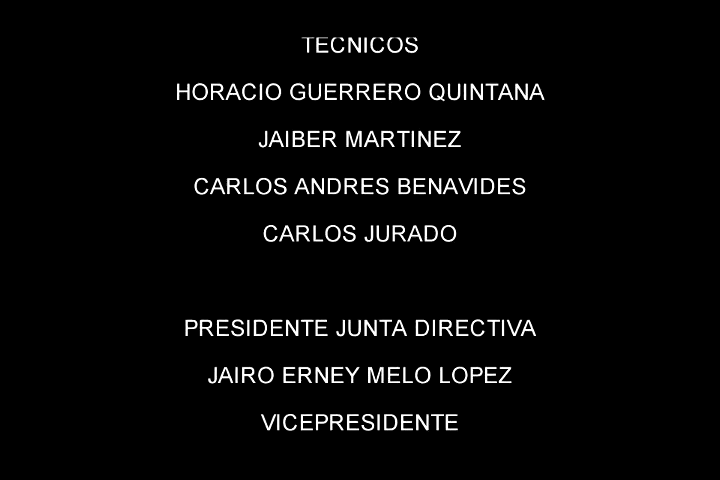 TECNICOS
HORACIO GUERRERO QUINTANA
JAIBER MARTINEZ
CARLOS ANDRES BENAVIDES
CARLOS JURADO
PRESIDENTE JUNTA DIRECTIVA
JAIRO ERNEY MELO LOPEZ
VICEPRESIDENTE